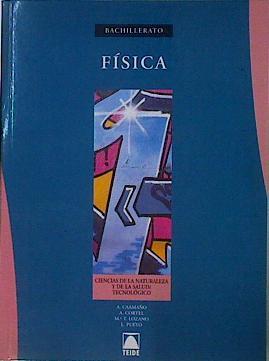 BACHILLERATO
FÍSICA
CIENCIAS DE LA NATURALEZA
Y DE LA SALUD/
TECNOLÓGICO
A. CAAMAÑO
A. CORTEL
M.ª T. LOZANO
L. PUEYO
TEIDE